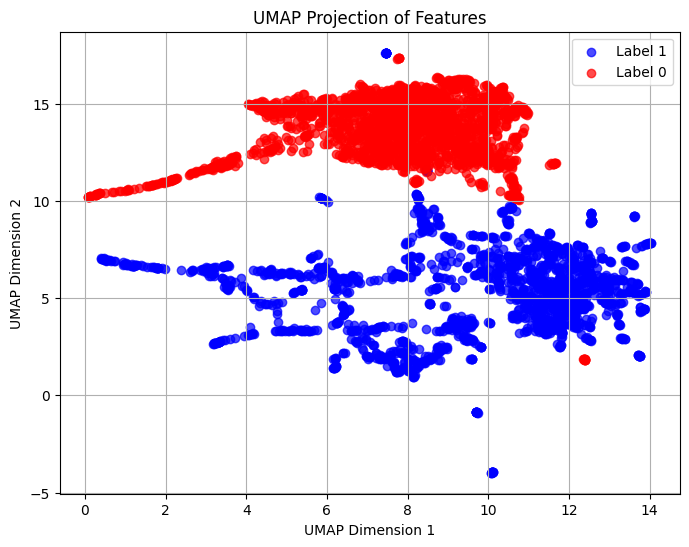 UMAP Projection of Features
Label 1
Label 0
UMAP Dimension 2
15
10
5
0
−5
0 2 4 6 8 10 12 14
UMAP Dimension 1